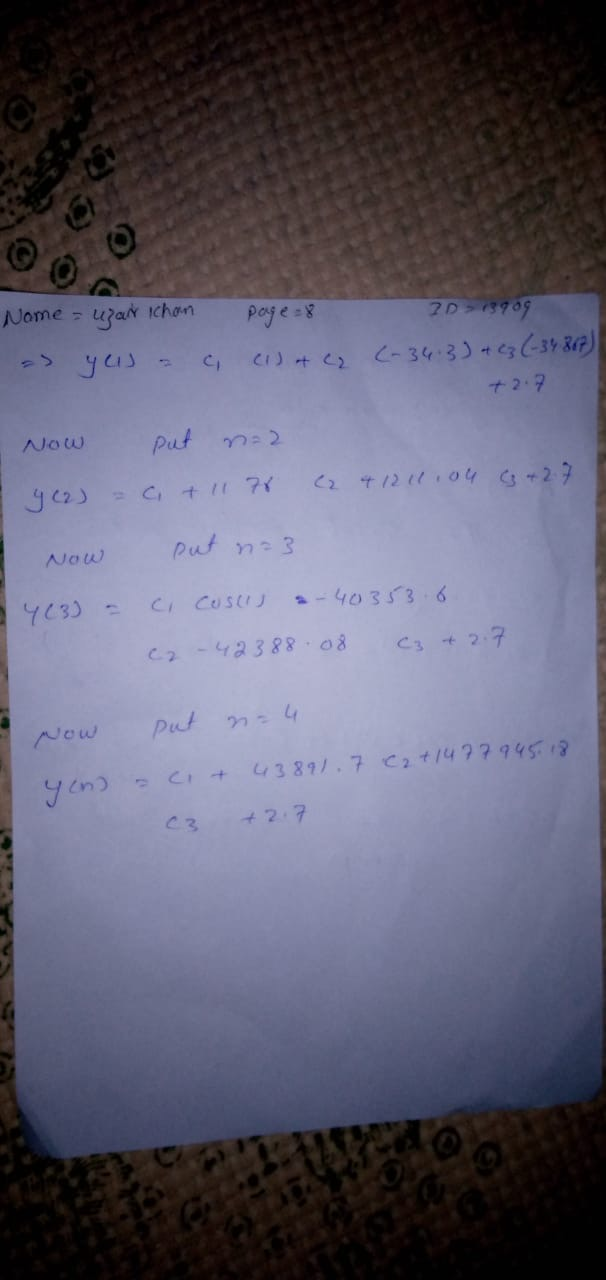 Name = Uzair Khan page = 8 ID = 13909
=> y(1) = C1 (1) + C2 (-34.3) + C3 (-34.867)
+ 2.7
Now put n=2
y(2) = C1 + 1176 C2 + 1211.04 C3 + 2.7
Now put n=3
y(3) = C1 cos(1) - 40353.6
C2 - 42388.08 C3 + 2.7
Now put n=4
y(n) = C1 + 43891.7 C2 + 1477945.18
C3 + 2.7